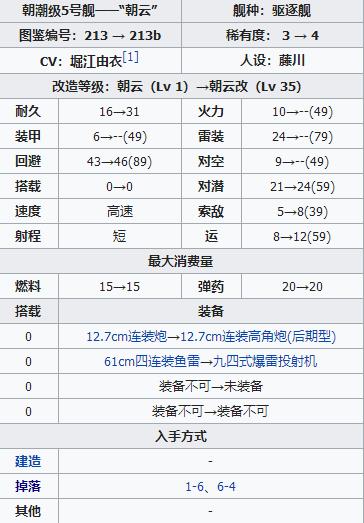 朝潮级5号舰——“朝云” 舰种：驱逐舰
图鉴编号：213 → 213b 稀有度： 3 → 4
CV：堀江由衣[1] 人设：藤川
改造等级：朝云（Lv 1）→朝云改（Lv 35）
耐久 16→31 火力 10→--(49)
装甲 6→--(49) 雷装 24→--(79)
回避 43→46(89) 对空 9→--(49)
搭载 0→0 对潜 21→24(59)
速度 高速 索敌 5→8(39)
射程 短 运 8→12(59)
最大消费量
燃料 15→15 弹药 20→20
搭载 装备
0 12.7cm连装炮→12.7cm连装高角炮(后期型)
0 61cm四连装鱼雷→九四式爆雷投射机
0 装备不可→未装备
0 装备不可→装备不可
入手方式
建造 -
掉落 1-6、6-4
其他 -